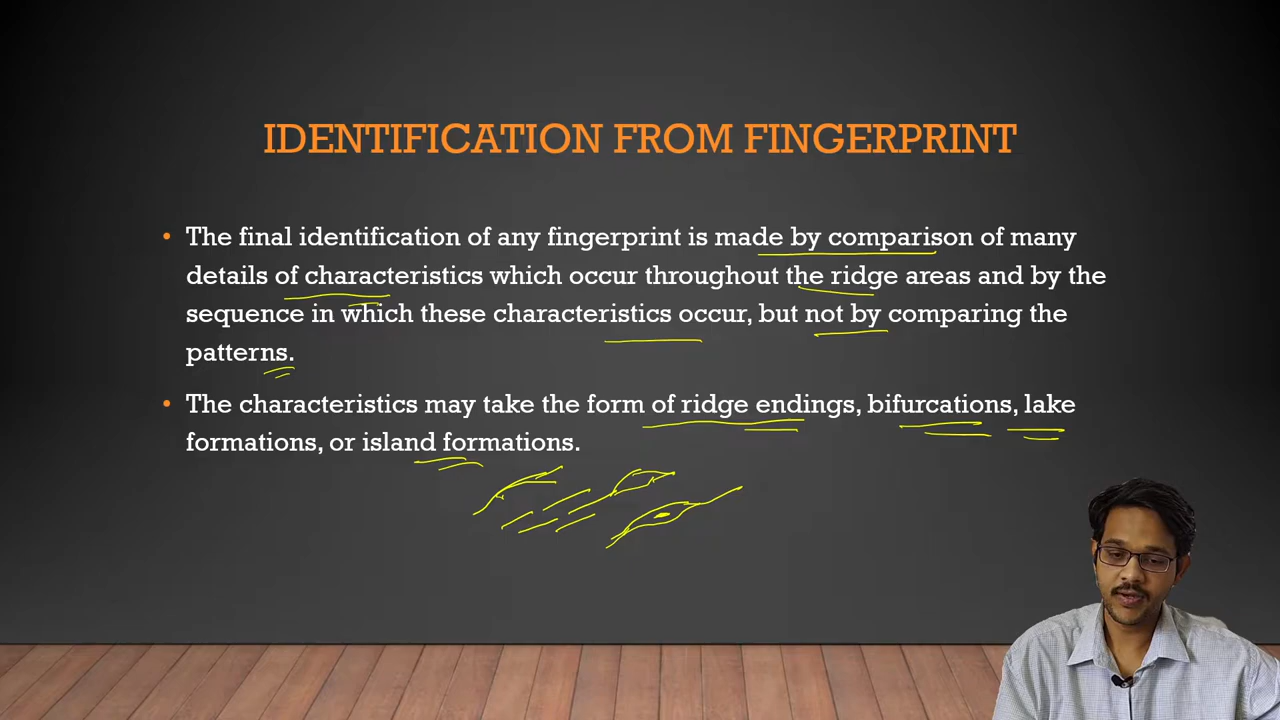 IDENTIFICATION FROM FINGERPRINT
• The final identification of any fingerprint is made by comparison of many
details of characteristics which occur throughout the ridge areas and by the
sequence in which these characteristics occur, but not by comparing the
patterns.
• The characteristics may take the form of ridge endings, bifurcations, lake
formations, or island formations.